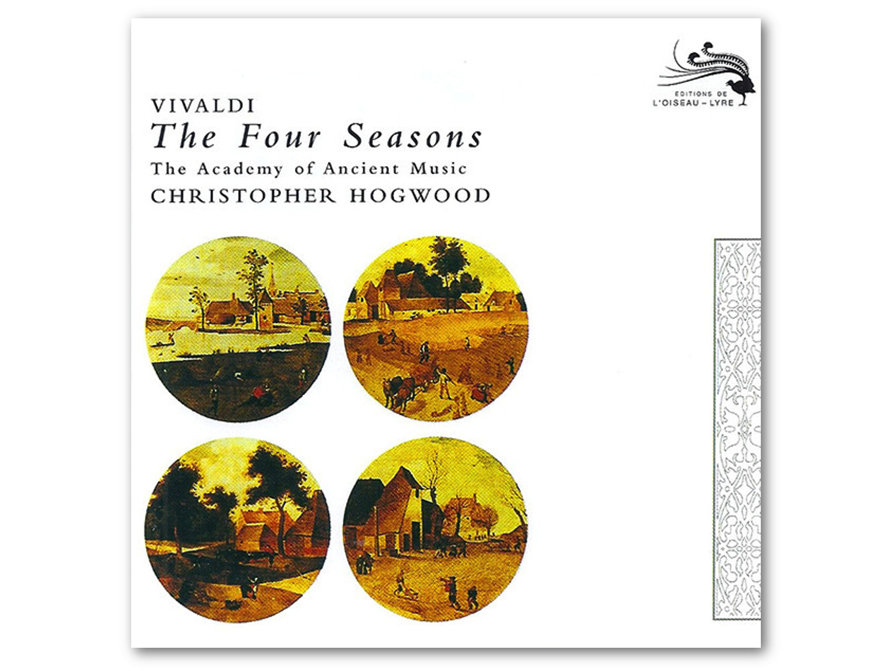 VIVALDI
The Four Seasons
The Academy of Ancient Music
CHRISTOPHER HOGWOOD
EDITIONS DE
L'OISEAU-LYRE